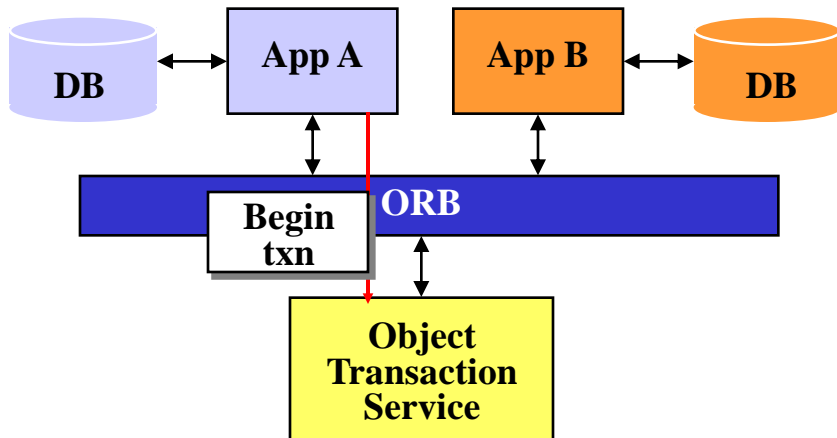 DB
App A
App B
DB
ORB
Begin
txn
Object
Transaction
Service